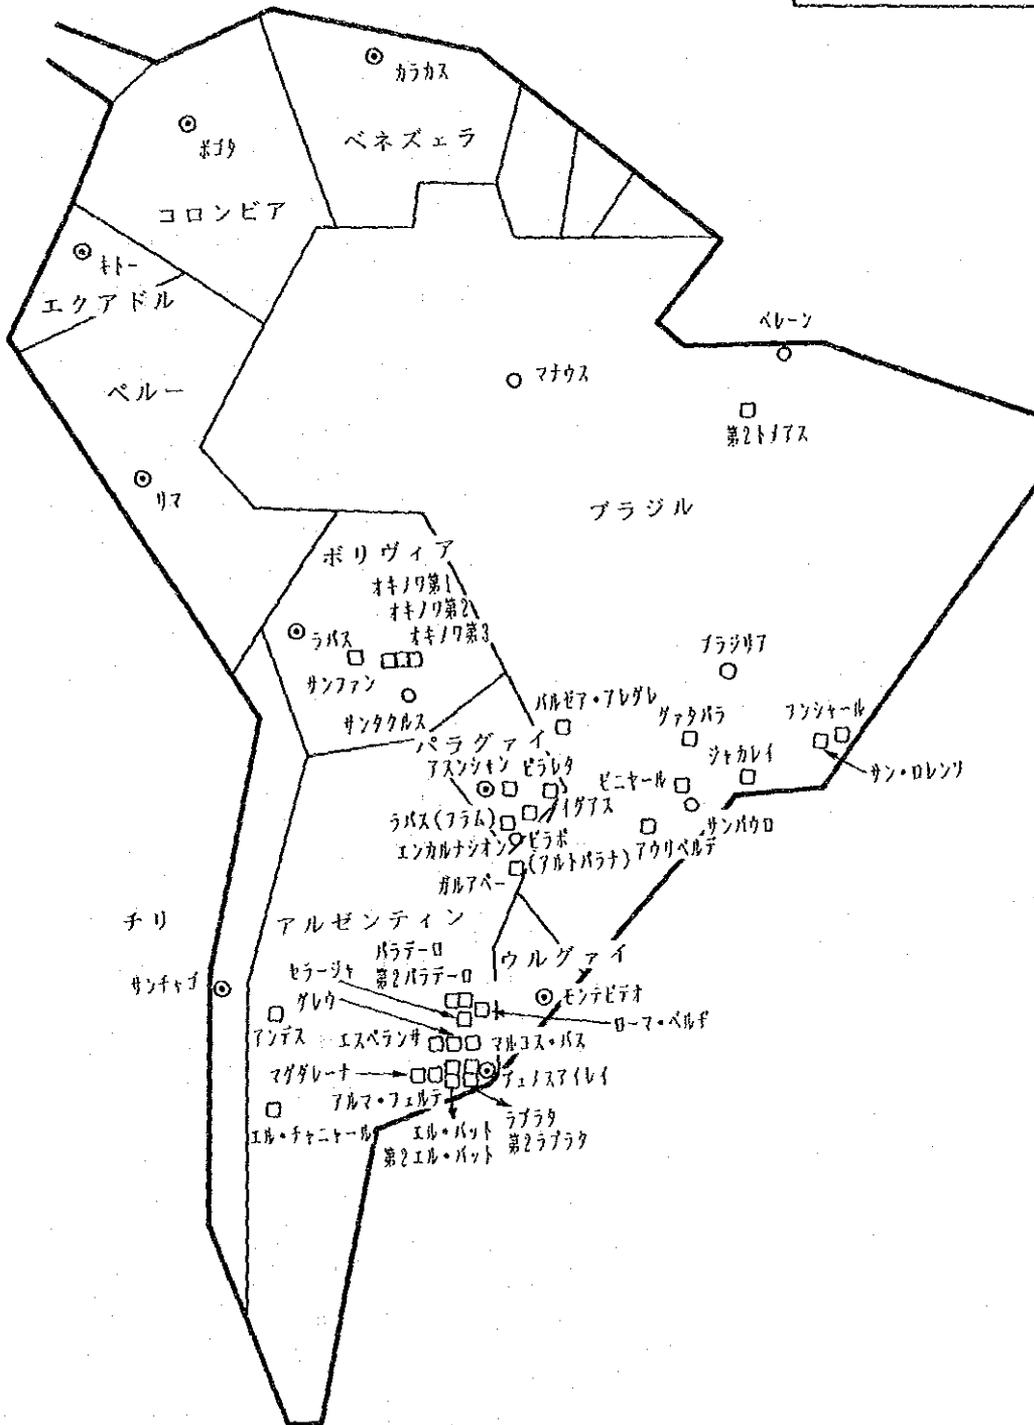 カラカス
ボゴタ
ベネズェラ
コロンビア
キトー
エクアドル
ベレーン
マナウス
ペルー
第2トメアス
リマ
ブラジル
ボリヴィア
オキノワ第1
オキノワ第2
オキノワ第3
ラパス
サンファン
サンタクルス
ブラジリア
バルゼア・アレグレ
グァタパラ
フンシャール
パラグァイ
ジャカレイ
サン・ロレンソ
アスンシャン
ピラレタ
ピニヤール
イグアス
ラパス(フラム)
サンパウロ
エンカルナシオン
ピラポ
アウリベルデ
(アルトパラナ)
ガルアペー
チリ
アルゼンティン
パラデーロ
ウルグァイ
セラージャ
第2パラデーロ
サンチャゴ
グレウ
モンテビデオ
ローマ・ベルデ
アンデス
エスペランサ
マルコス・パス
マグダレーナ
ブェノスアイレイ
アルマ・フェルテ
ラプラタ
エル・チャニャール
エル・パット
第2ラプラタ
第2エル・パット